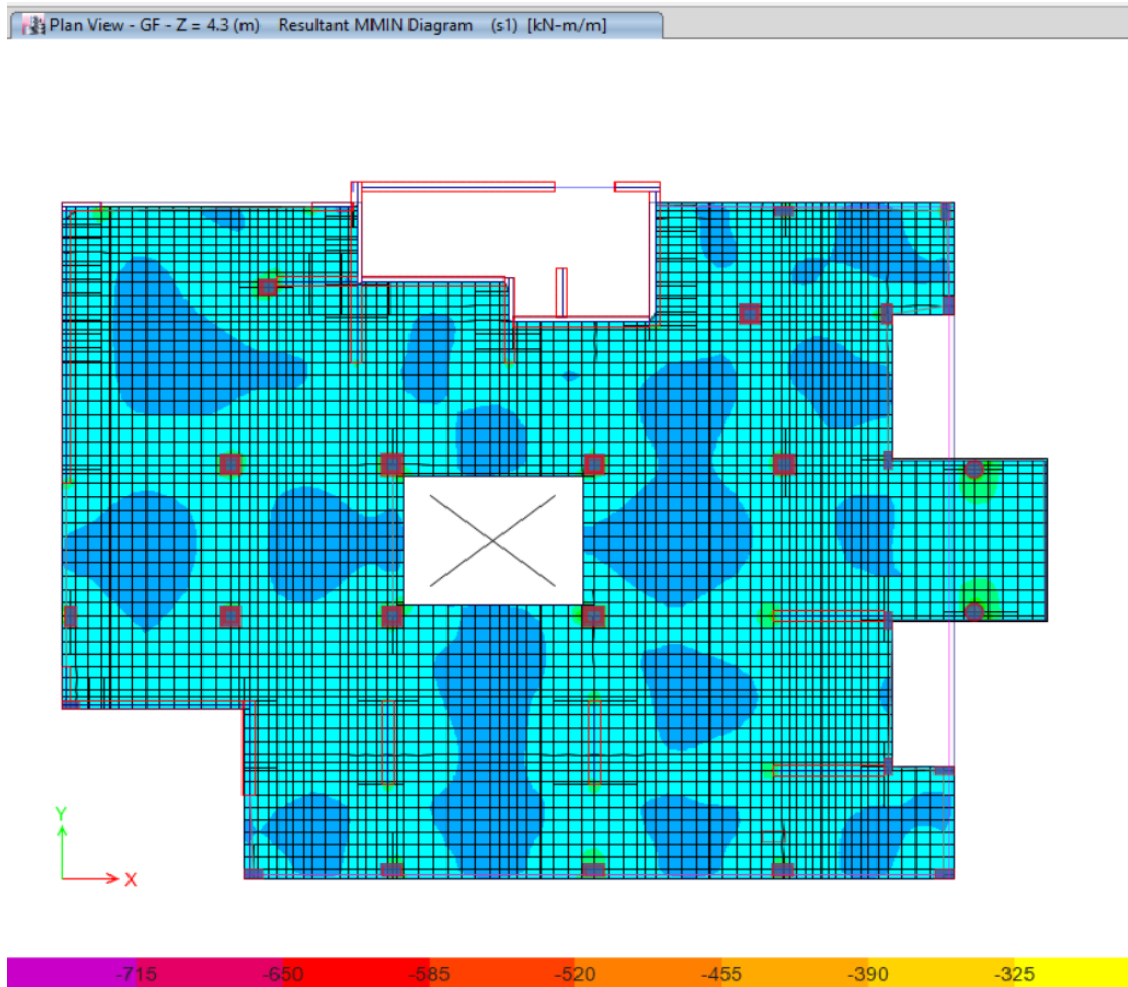 Plan View - GF - Z = 4.3 (m) Resultant MMIN Diagram (s1) [kN-m/m]
Y
X
-715 -650 -585 -520 -455 -390 -325